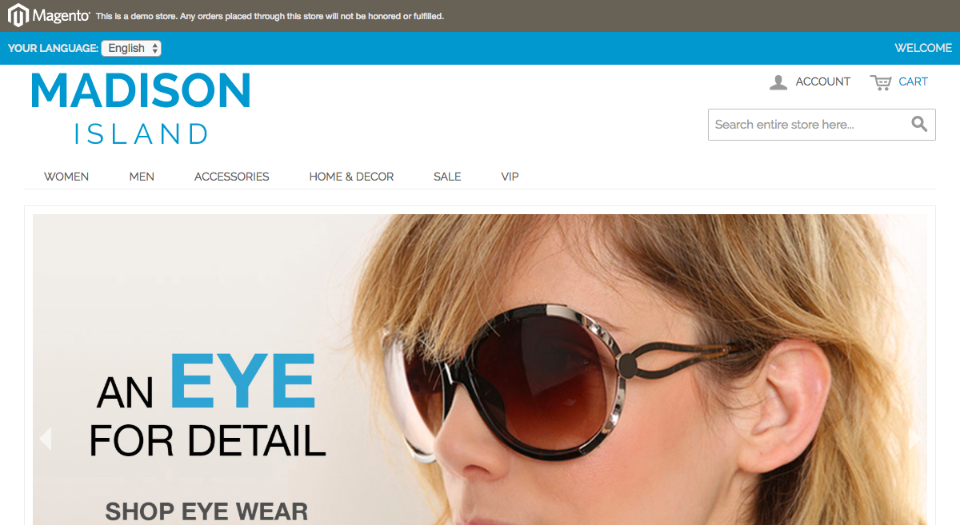 Magento® This is a demo store. Any orders placed through this store will not be honored or fulfilled.
YOUR LANGUAGE: English WELCOME
MADISON
ISLAND
ACCOUNT CART
Search entire store here...
WOMEN MEN ACCESSORIES HOME & DECOR SALE VIP
AN EYE
FOR DETAIL
SHOP EYE WEAR